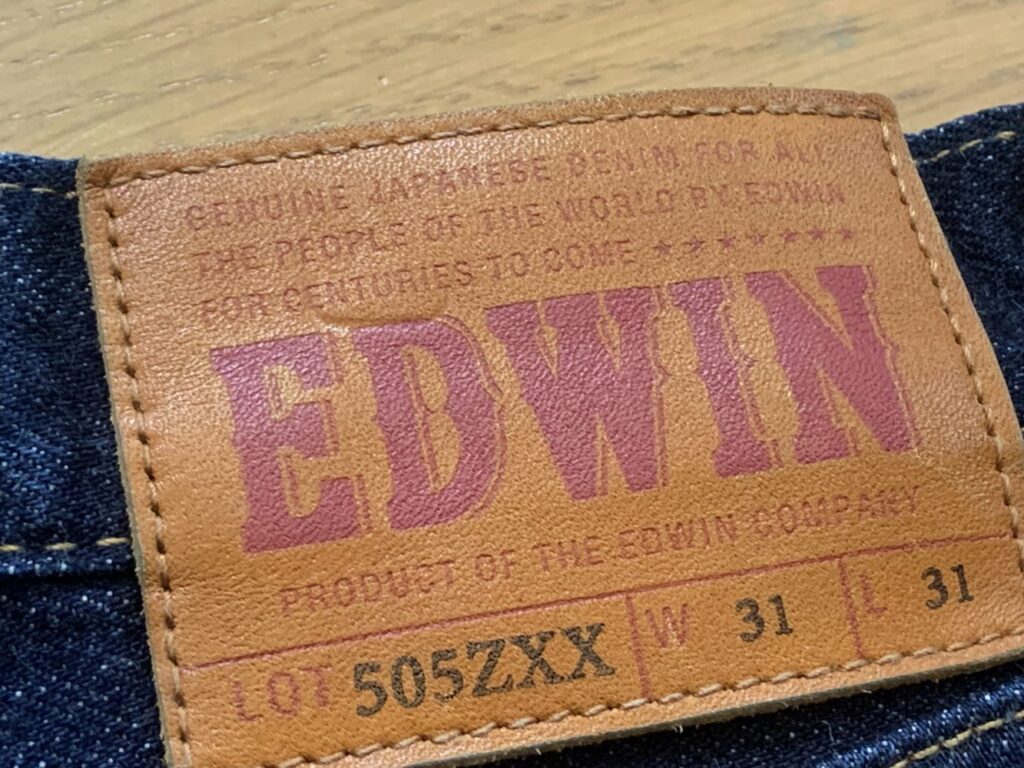 GENUINE JAPANESE DENIM FOR ALL
THE PEOPLE OF THE WORLD BY EDWIN
FOR CENTURIES TO COME ★★★★★★★
EDWIN
PRODUCT OF THE EDWIN COMPANY
LOT 505ZXX W 31 L 31